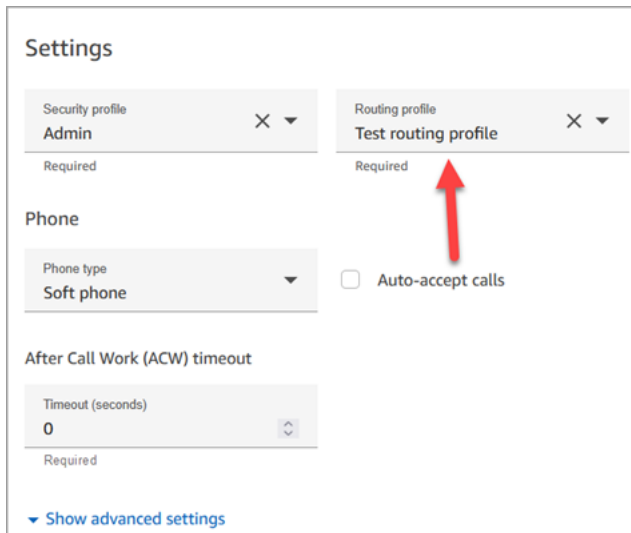 Settings
Security profile
Admin
Required
Routing profile
Test routing profile
Required
Phone
Phone type
Soft phone
Auto-accept calls
After Call Work (ACW) timeout
Timeout (seconds)
0
Required
Show advanced settings